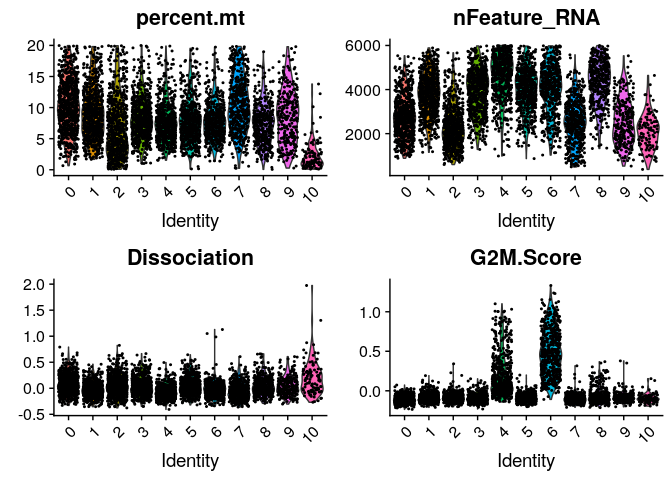 percent.mt
20
15
10
5
0
0 1 2 3 4 5 6 7 8 9 10
Identity
nFeature_RNA
6000
4000
2000
0 1 2 3 4 5 6 7 8 9 10
Identity
Dissociation
2.0
1.5
1.0
0.5
0.0
-0.5
0 1 2 3 4 5 6 7 8 9 10
Identity
G2M.Score
1.0
0.5
0.0
0 1 2 3 4 5 6 7 8 9 10
Identity